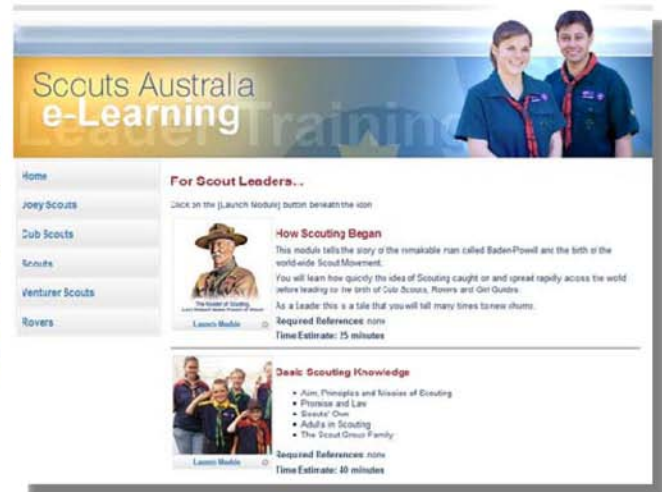 Scouts Australia
e-Learning
Leader Training
Home
Joey Scouts
Cub Scouts
Scouts
Venturer Scouts
Rovers
For Scout Leaders...
Click on the [Launch Module] button beneath the icon
How Scouting Began
This module tells the story of the remarkable man called Baden-Powell and the birth of the
world-wide Scout Movement.
You will learn how quickly the idea of Scouting caught on and spread rapidly across the world
before leading to the birth of Cub Scouts, Rovers and Girl Guides.
As a Leader this is a tale that you will tell many times to new chums.
Required References: none
Time Estimate: 25 minutes
The founder of Scouting
Launch Module
Basic Scouting Knowledge
Aim, Principles and Mission of Scouting
Promise and Law
Scouts' Own
Adults in Scouting
The Scout Group Family
Required References: none
Time Estimate: 40 minutes
Launch Module